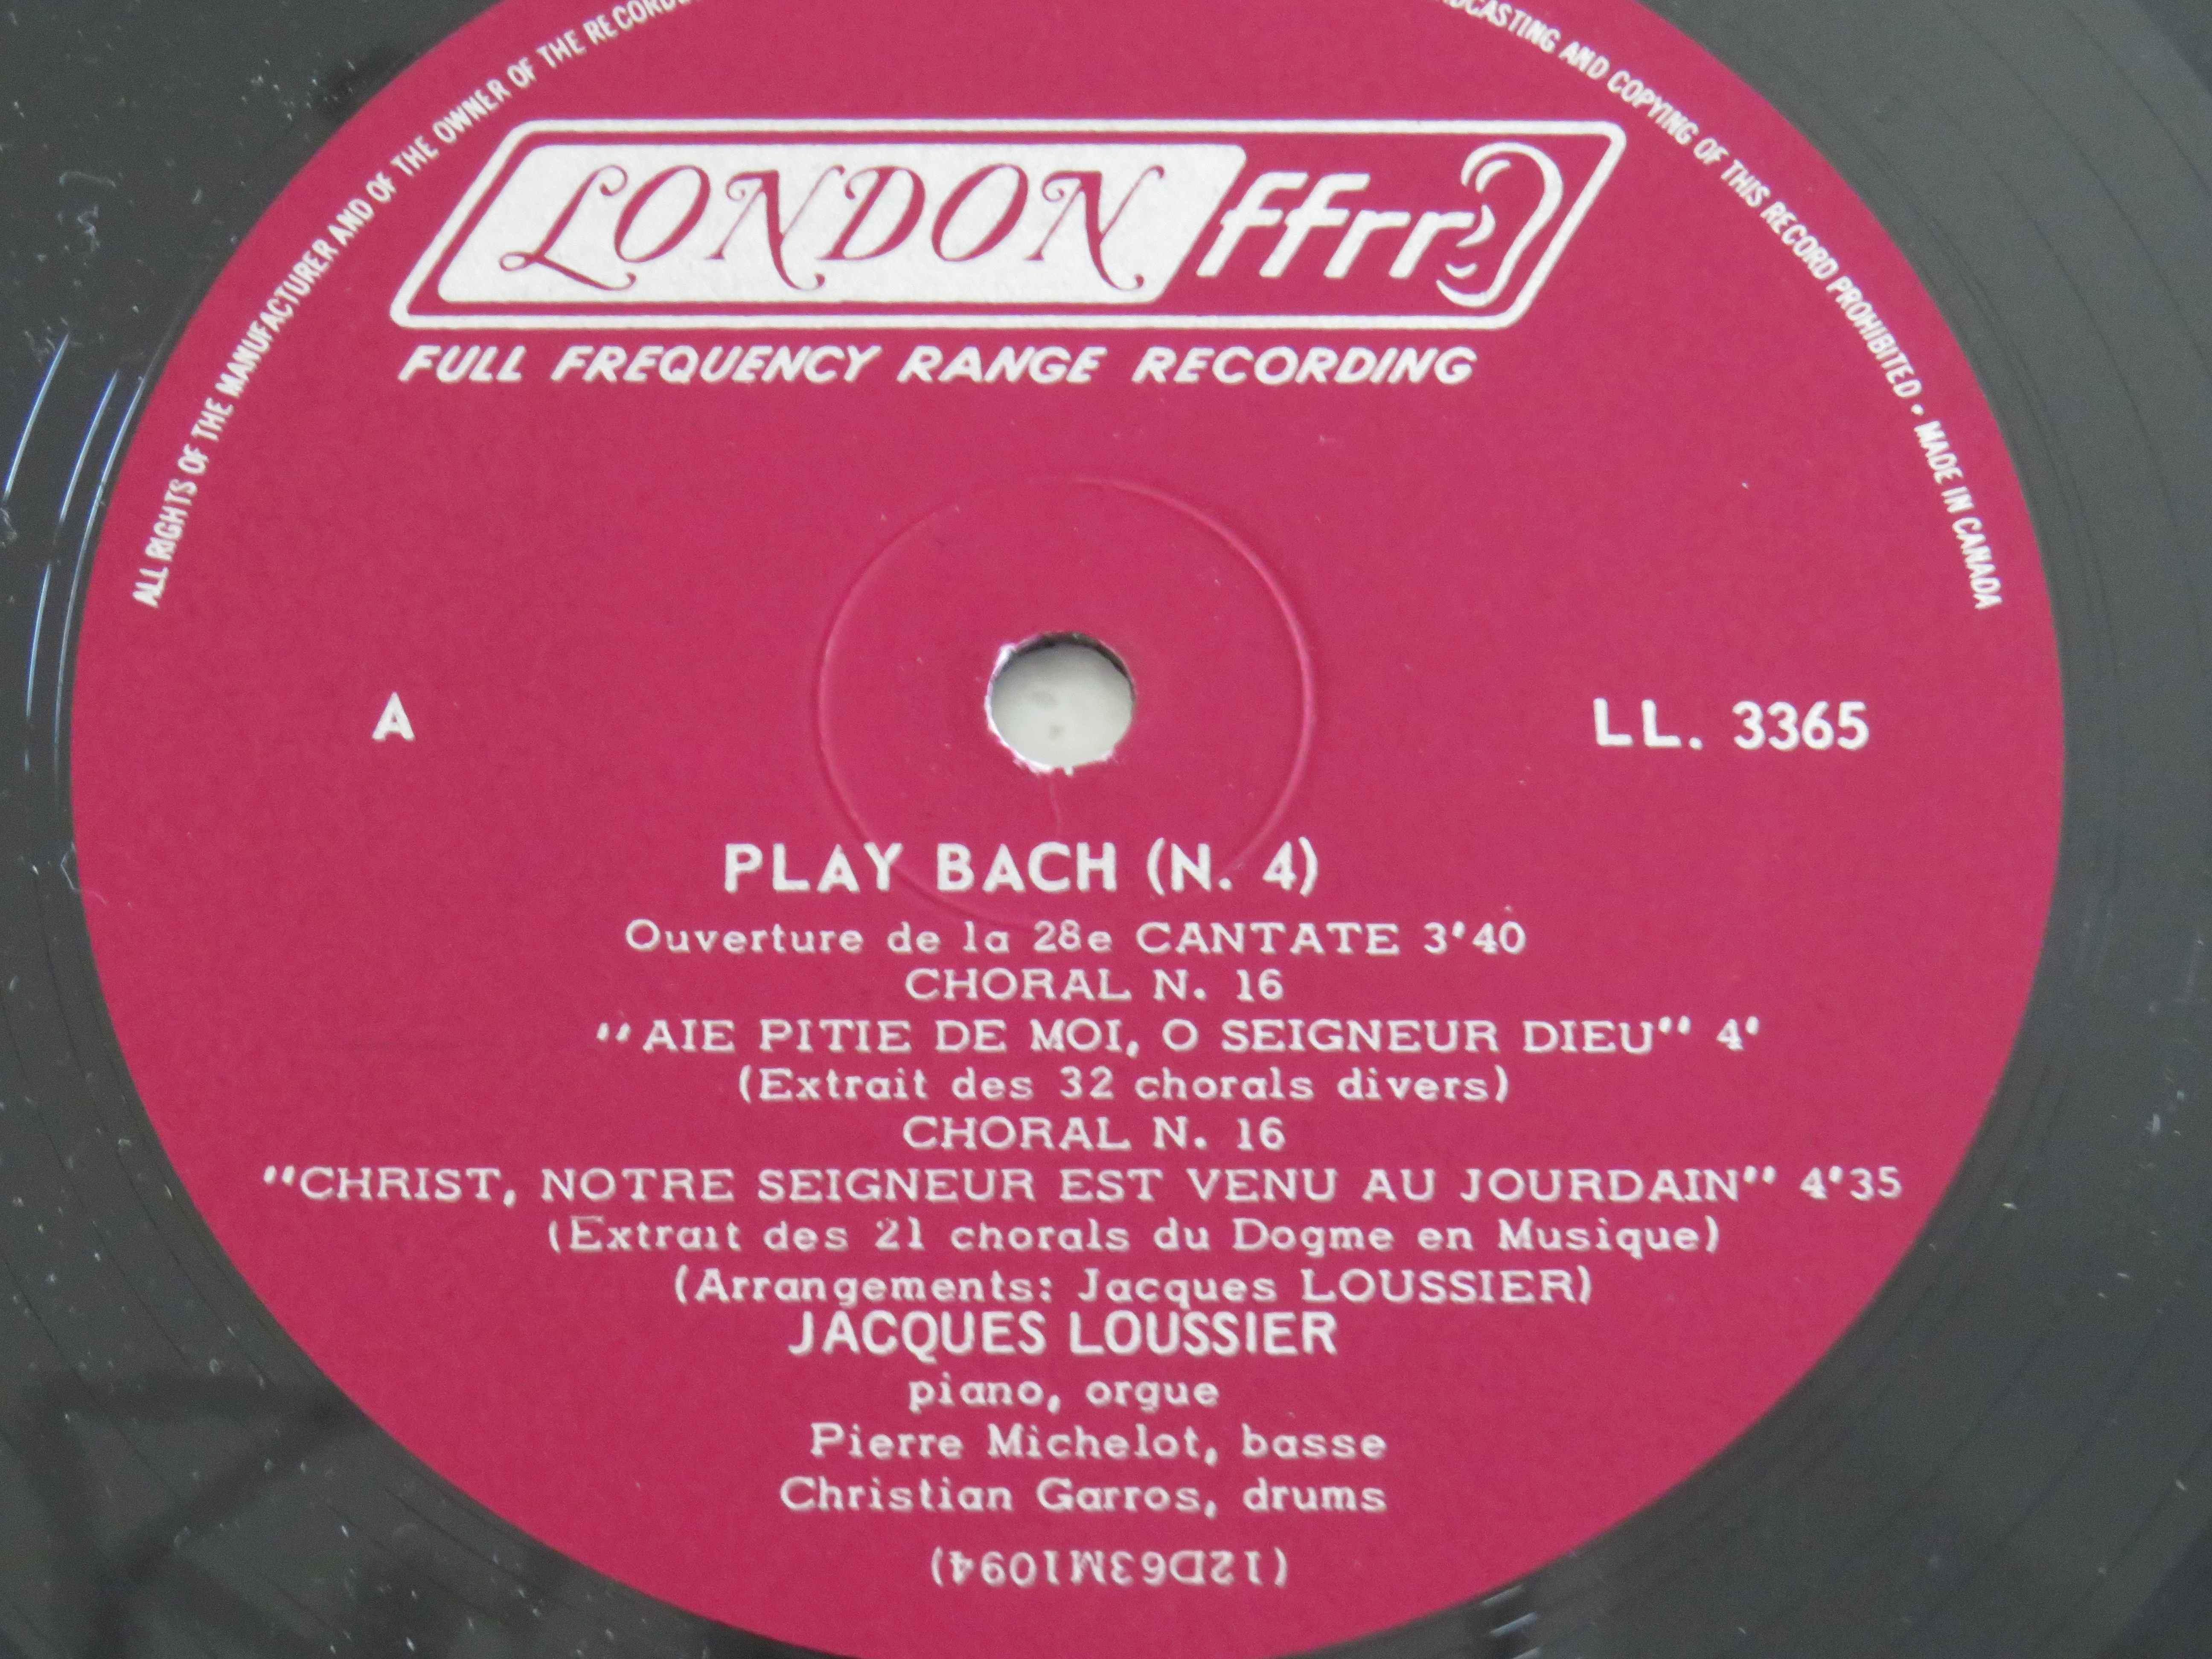 ALL RIGHTS OF THE MANUFACTURER AND OF THE OWNER OF THE
CASTING AND COPYING OF THIS RECORD PROHIBITED • MADE IN CANADA
LONDON ffrr
FULL FREQUENCY RANGE RECORDING
A
LL. 3365
PLAY BACH (N. 4)
Ouverture de la 28e CANTATE 3'40
CHORAL N. 16
"AIE PITIE DE MOI, O SEIGNEUR DIEU" 4'
(Extrait des 32 chorals divers)
CHORAL N. 16
"CHRIST, NOTRE SEIGNEUR EST VENU AU JOURDAIN" 4'35
(Extrait des 21 chorals du Dogme en Musique)
(Arrangements: Jacques LOUSSIER)
JACQUES LOUSSIER
piano, orgue
Pierre Michelot, basse
Christian Garros, drums
(12D63M1094)